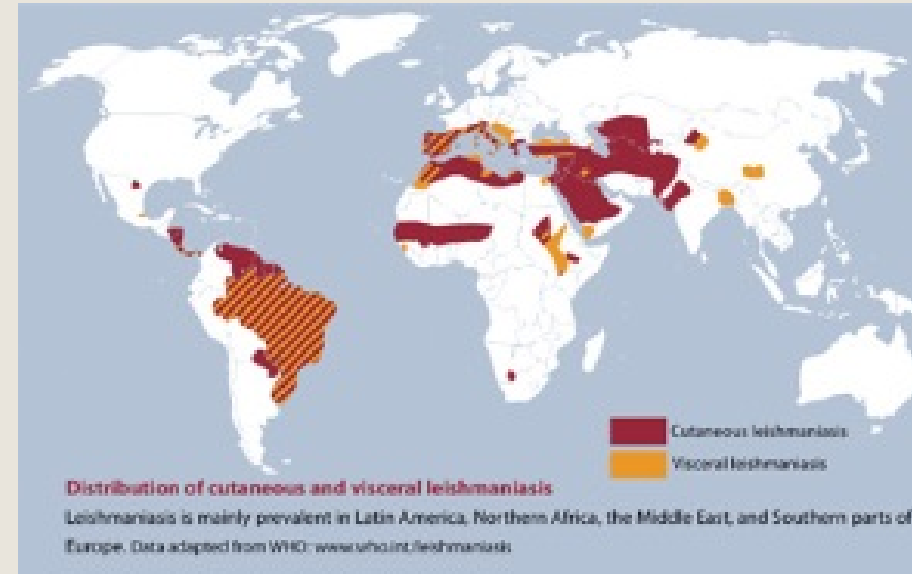 Cutaneous leishmaniasis
Visceral leishmaniasis
Distribution of cutaneous and visceral leishmaniasis
Leishmaniasis is mainly prevalent in Latin America, Northern Africa, the Middle East, and Southern parts of
Europe. Data adapted from WHO: www.who.int/leishmaniasis